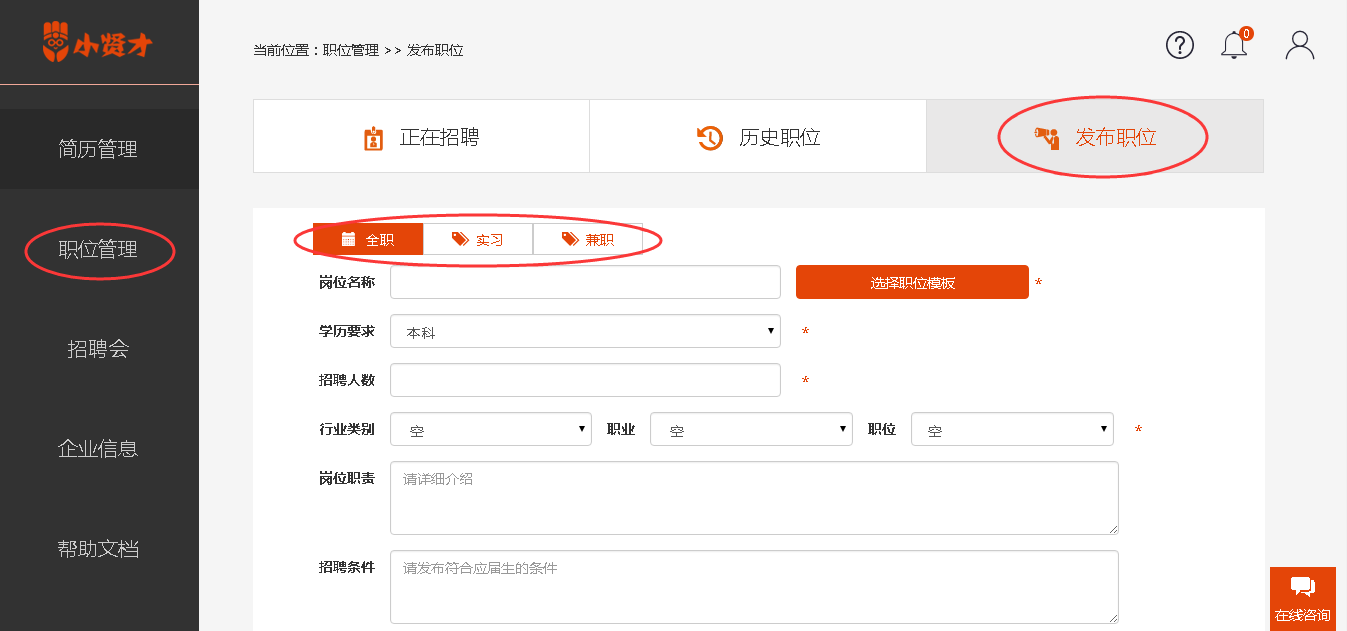 小贤才
当前位置：职位管理 >> 发布职位
0
简历管理
职位管理
招聘会
企业信息
帮助文档
正在招聘 历史职位 发布职位
全职 实习 兼职
岗位名称 选择职位模板 *
学历要求 本科 *
招聘人数 *
行业类别 空 职业 空 职位 空 *
岗位职责 请详细介绍
招聘条件 请发布符合应届生的条件
在线咨询